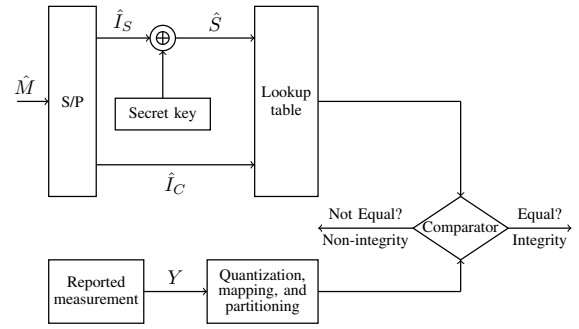 Î_S
Ŝ
M̂
S/P
Secret key
Lookup
table
Î_C
Not Equal?
Non-integrity
Comparator
Equal?
Integrity
Reported
measurement
Y
Quantization,
mapping, and
partitioning